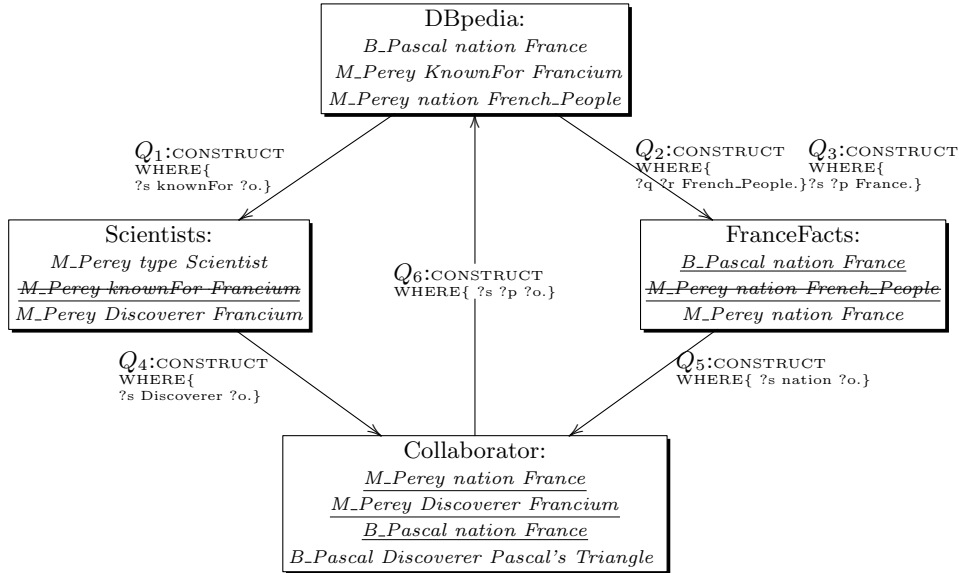 DBpedia:
B_Pascal nation France
M_Perey KnownFor Francium
M_Perey nation French_People
Q1:CONSTRUCT
WHERE{
?s knownFor ?o.}
Q2:CONSTRUCT
WHERE{
?q ?r French_People.}
Q3:CONSTRUCT
WHERE{
?s ?p France.}
Scientists:
M_Perey type Scientist
M_Perey knownFor Francium
M_Perey Discoverer Francium
Q6:CONSTRUCT
WHERE{ ?s ?p ?o.}
FranceFacts:
B_Pascal nation France
M_Perey nation French_People
M_Perey nation France
Q4:CONSTRUCT
WHERE{
?s Discoverer ?o.}
Q5:CONSTRUCT
WHERE{ ?s nation ?o.}
Collaborator:
M_Perey nation France
M_Perey Discoverer Francium
B_Pascal nation France
B_Pascal Discoverer Pascal's Triangle